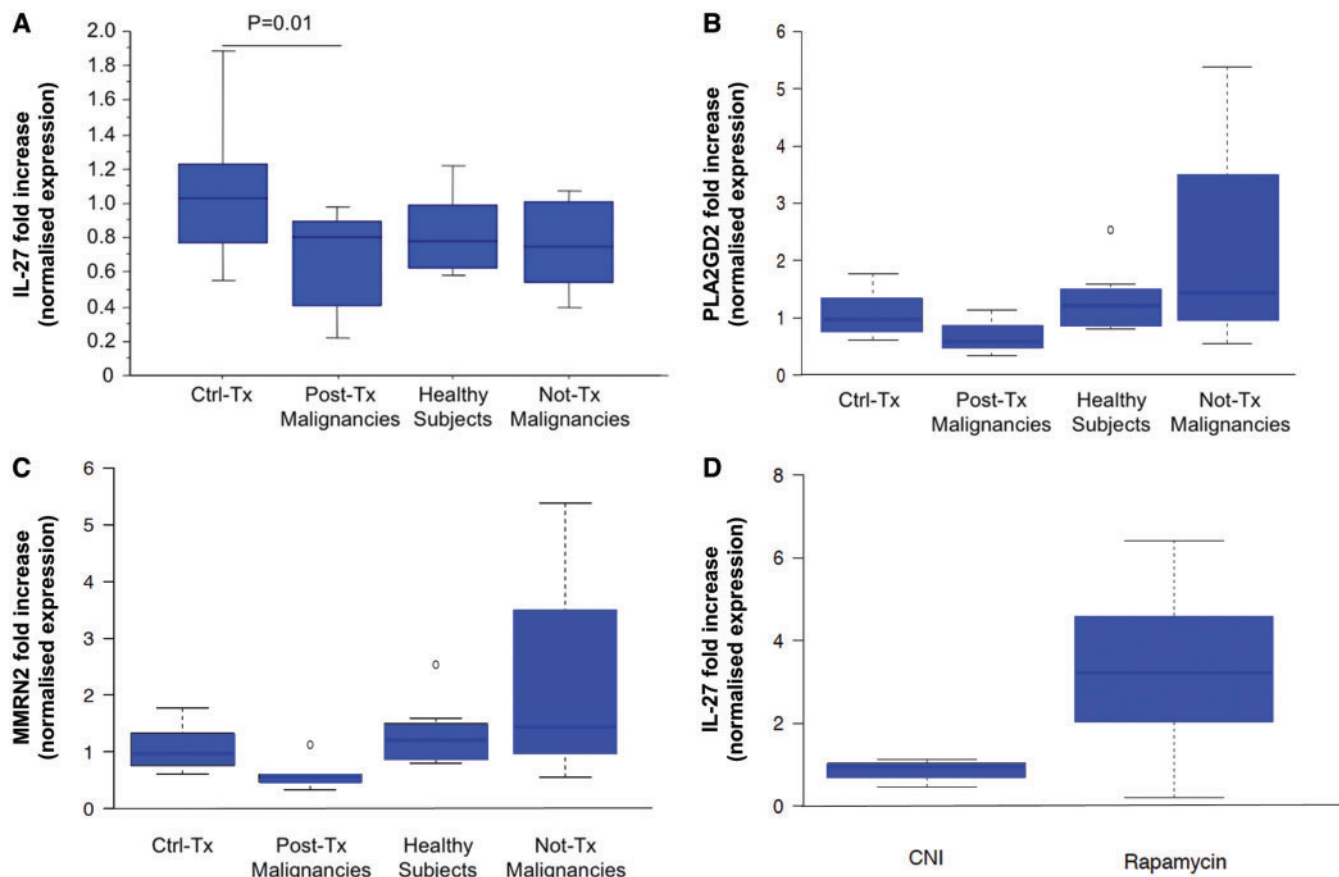 A
P=0.01
IL-27 fold increase
(normalised expression)
2.0
1.8
1.6
1.4
1.2
1.0
0.8
0.6
0.4
0.2
0
Ctrl-Tx
Post-Tx
Malignancies
Healthy
Subjects
Not-Tx
Malignancies
B
PLA2GD2 fold increase
(normalised expression)
6
5
4
3
2
1
0
Ctrl-Tx
Post-Tx
Malignancies
Healthy
Subjects
Not-Tx
Malignancies
C
MMRN2 fold increase
(normalised expression)
6
5
4
3
2
1
0
Ctrl-Tx
Post-Tx
Malignancies
Healthy
Subjects
Not-Tx
Malignancies
D
IL-27 fold increase
(normalised expression)
8
6
4
2
0
CNI
Rapamycin